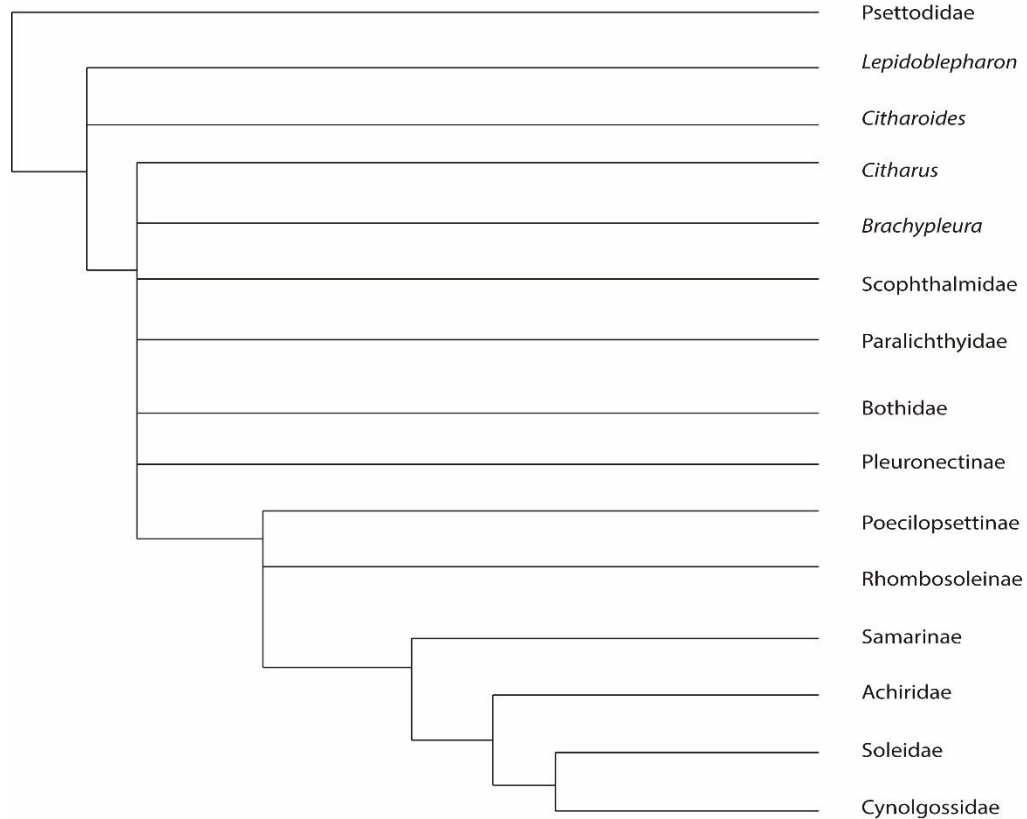 Psettodidae
Lepidoblepharon
Citharoides
Citharus
Brachypleura
Scophthalmidae
Paralichthyidae
Bothidae
Pleuronectinae
Poecilopsettinae
Rhombosoleinae
Samarinae
Achiridae
Soleidae
Cynolgossidae